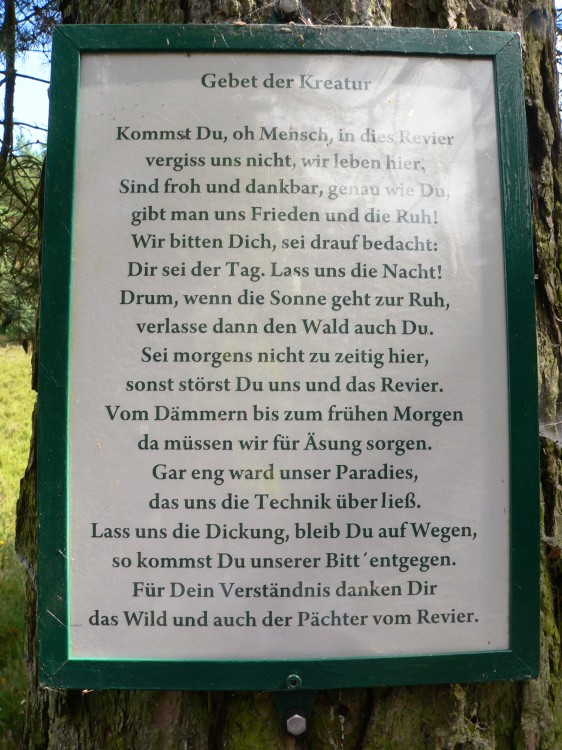 Gebet der Kreatur
Kommst Du, oh Mensch, in dies Revier
vergiss uns nicht, wir leben hier,
Sind froh und dankbar, genau wie Du,
gibt man uns Frieden und die Ruh!
Wir bitten Dich, sei drauf bedacht:
Dir sei der Tag. Lass uns die Nacht!
Drum, wenn die Sonne geht zur Ruh,
verlasse dann den Wald auch Du.
Sei morgens nicht zu zeitig hier,
sonst störst Du uns und das Revier.
Vom Dämmern bis zum frühen Morgen
da müssen wir für Äsung sorgen.
Gar eng ward unser Paradies,
das uns die Technik über ließ.
Lass uns die Dickung, bleib Du auf Wegen,
so kommst Du unserer Bitt´entgegen.
Für Dein Verständnis danken Dir
das Wild und auch der Pächter vom Revier.